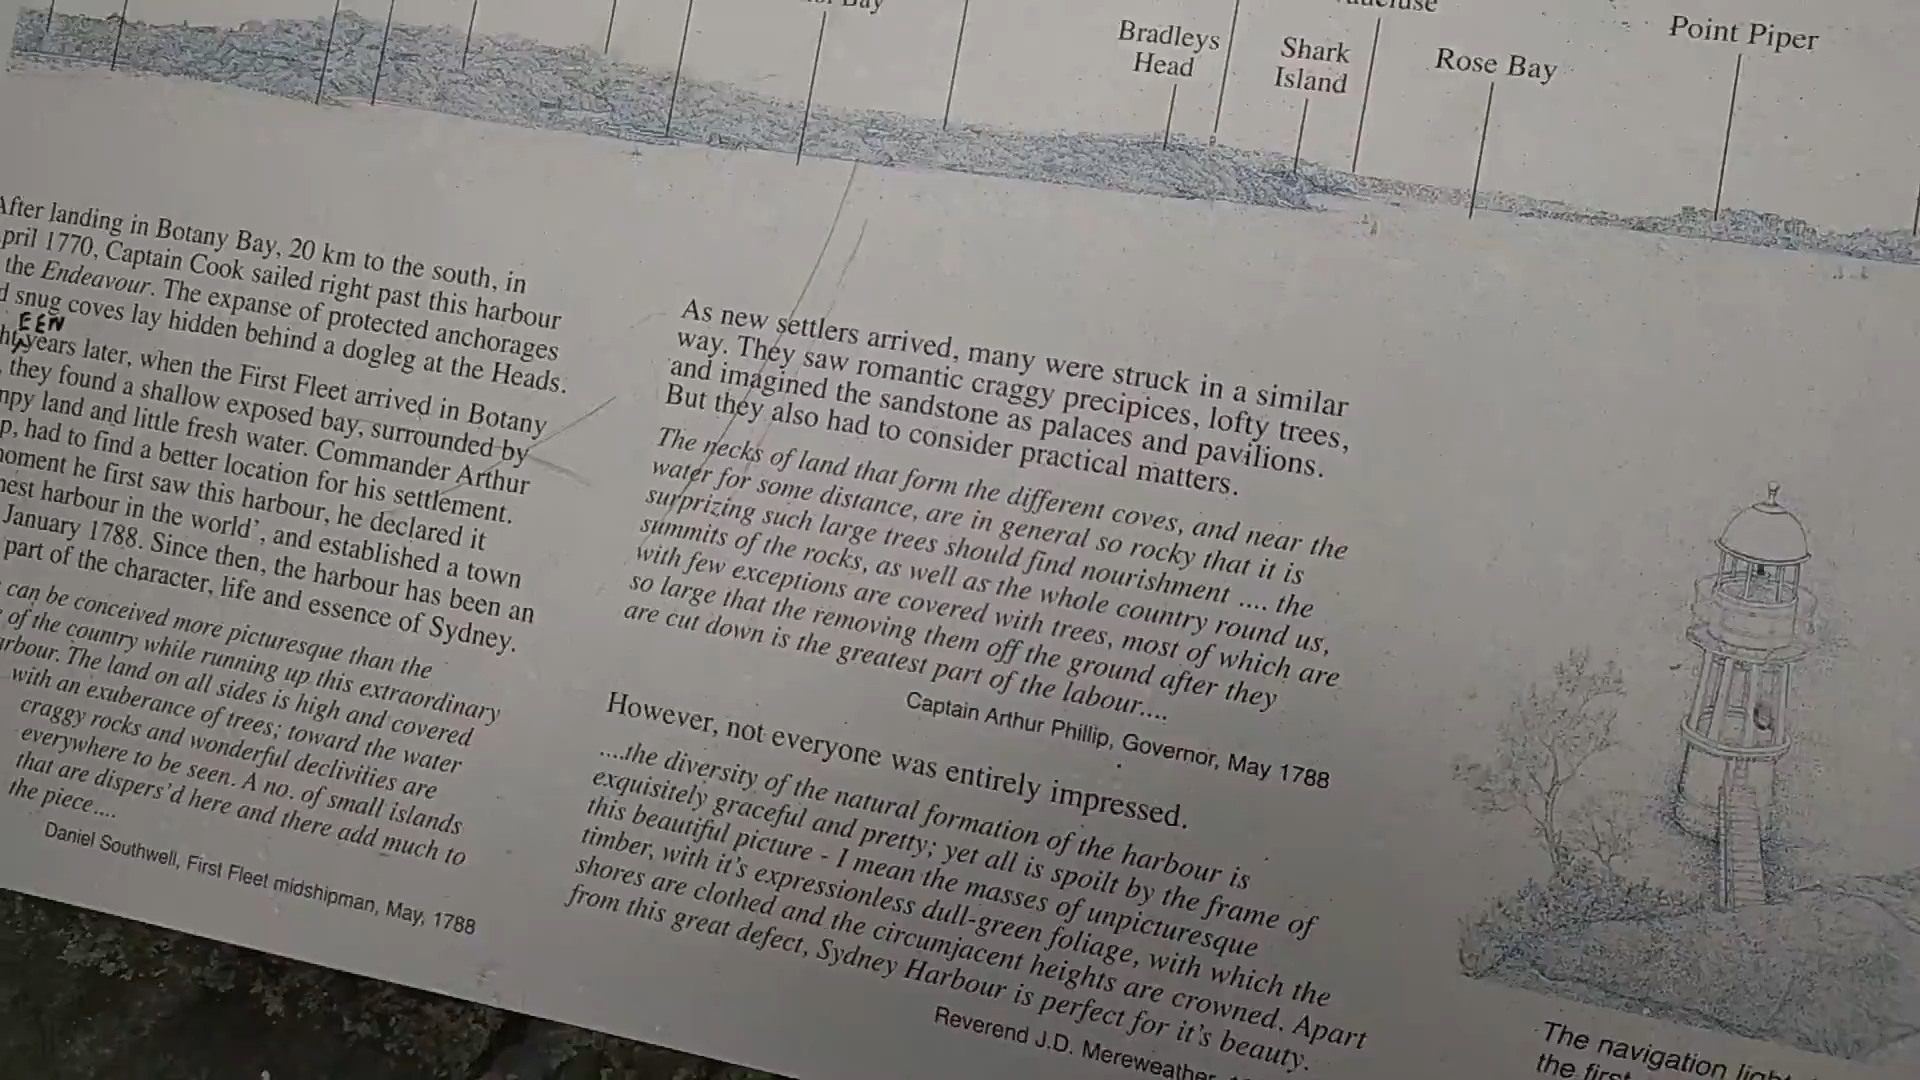 Bay
Bradleys
Head
Shark
Island
Rose Bay
Point Piper
After landing in Botany Bay, 20 km to the south, in
pril 1770, Captain Cook sailed right past this harbour
the Endeavour. The expanse of protected anchorages
snug coves lay hidden behind a dogleg at the Heads.
EEN
years later, when the First Fleet arrived in Botany
, they found a shallow exposed bay, surrounded by
mpy land and little fresh water. Commander Arthur
p, had to find a better location for his settlement.
moment he first saw this harbour, he declared it
nest harbour in the world', and established a town
January 1788. Since then, the harbour has been an
part of the character, life and essence of Sydney.
can be conceived more picturesque than the
of the country while running up this extraordinary
rbour. The land on all sides is high and covered
with an exuberance of trees; toward the water
craggy rocks and wonderful declivities are
everywhere to be seen. A no. of small islands
that are dispers'd here and there add much to
the piece....
Daniel Southwell, First Fleet midshipman, May, 1788
As new settlers arrived, many were struck in a similar
way. They saw romantic craggy precipices, lofty trees,
and imagined the sandstone as palaces and pavilions.
But they also had to consider practical matters.
The necks of land that form the different coves, and near the
water for some distance, are in general so rocky that it is
surprizing such large trees should find nourishment .... the
summits of the rocks, as well as the whole country round us,
with few exceptions are covered with trees, most of which are
so large that the removing them off the ground after they
are cut down is the greatest part of the labour....
Captain Arthur Phillip, Governor, May 1788
However, not everyone was entirely impressed.
....the diversity of the natural formation of the harbour is
exquisitely graceful and pretty; yet all is spoilt by the frame of
this beautiful picture - I mean the masses of unpicturesque
timber, with it's expressionless dull-green foliage, with which the
shores are clothed and the circumjacent heights are crowned. Apart
from this great defect, Sydney Harbour is perfect for it's beauty.
Reverend J.D. Mereweather,
The navigation light
the first